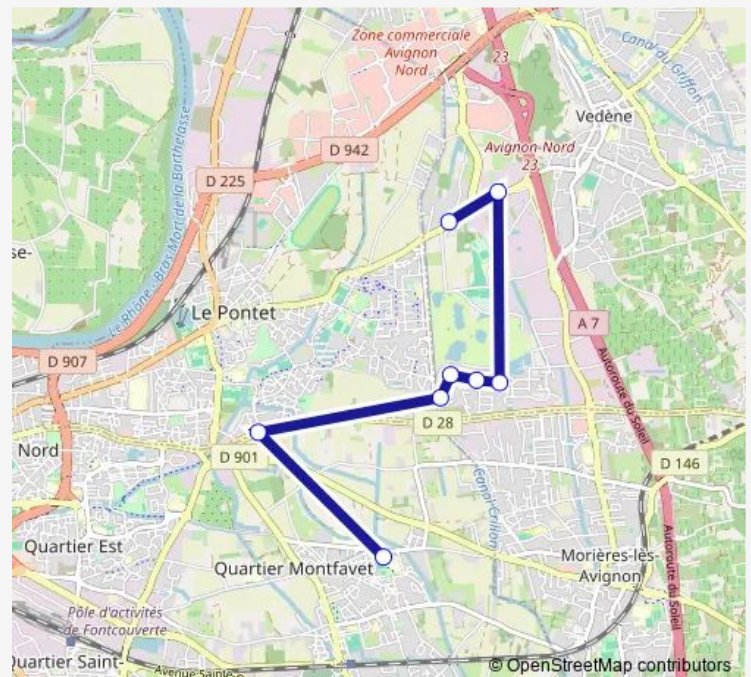 Zone commerciale
Avignon
Nord
23
Canal du Griffon
Vedène
D 942
Avignon-Nord
23
D 225
Le Rhône - Bras Mort de la Barthelasse
se-
Le Pontet
A 7
D 907
Autoroute du Soleil
D 28
Nord
D 901
D 146
Canal Crillon
Quartier Est
Quartier Montfavet
Morières-lès-
Avignon
Autoroute du Soleil
Pôle d'activités
de Fontcouverte
Quartier Saint-
Avenue Sainte-
© OpenStreetMap contributors